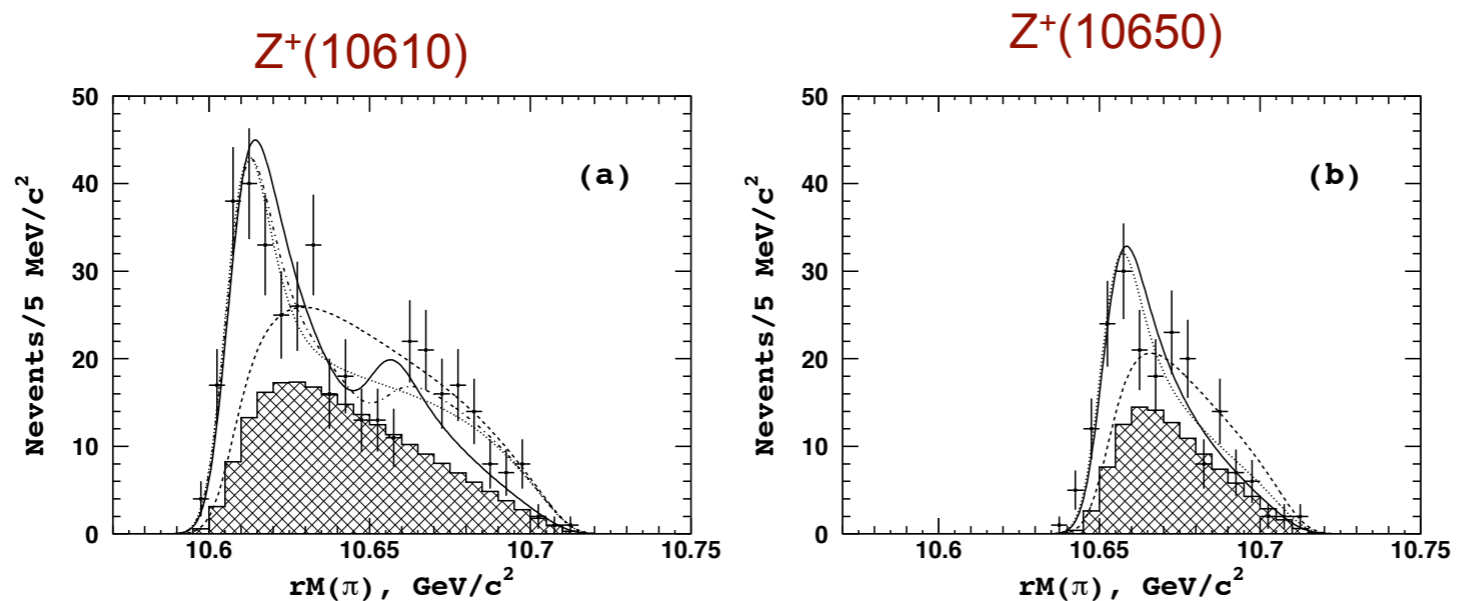 Z⁺(10610)
Z⁺(10650)
Nevents/5 MeV/c²
50
40
30
20
10
0
(a)
10.6
10.65
10.7
10.75
rM(π), GeV/c²
Nevents/5 MeV/c²
50
40
30
20
10
0
(b)
10.6
10.65
10.7
10.75
rM(π), GeV/c²